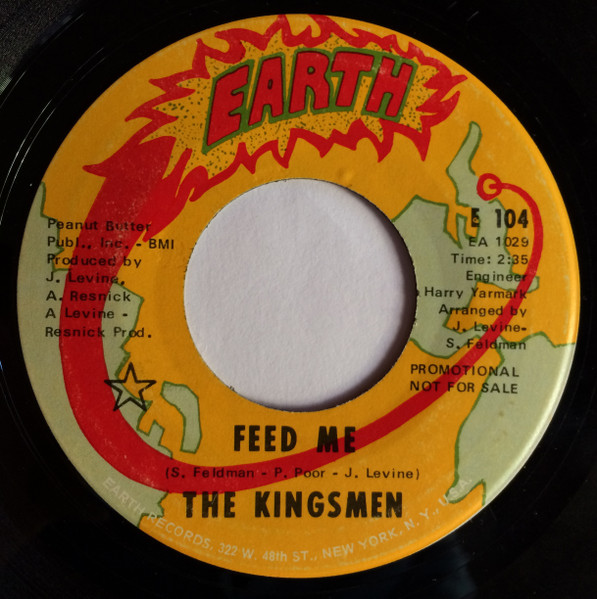 EARTH
Peanut Butter
Publ., Inc. - BMI
Produced by
J. Levine,
A. Resnick
A Levine -
Resnick Prod.
E 104
EA 1029
Time: 2:35
Engineer
Harry Yarmark
Arranged by
J. Levine-
S. Feldman
PROMOTIONAL
NOT FOR SALE
FEED ME
(S. Feldman - P. Poor - J. Levine)
THE KINGSMEN
EARTH RECORDS, 322 W. 48th ST., NEW YORK, N. Y., U.S.A.